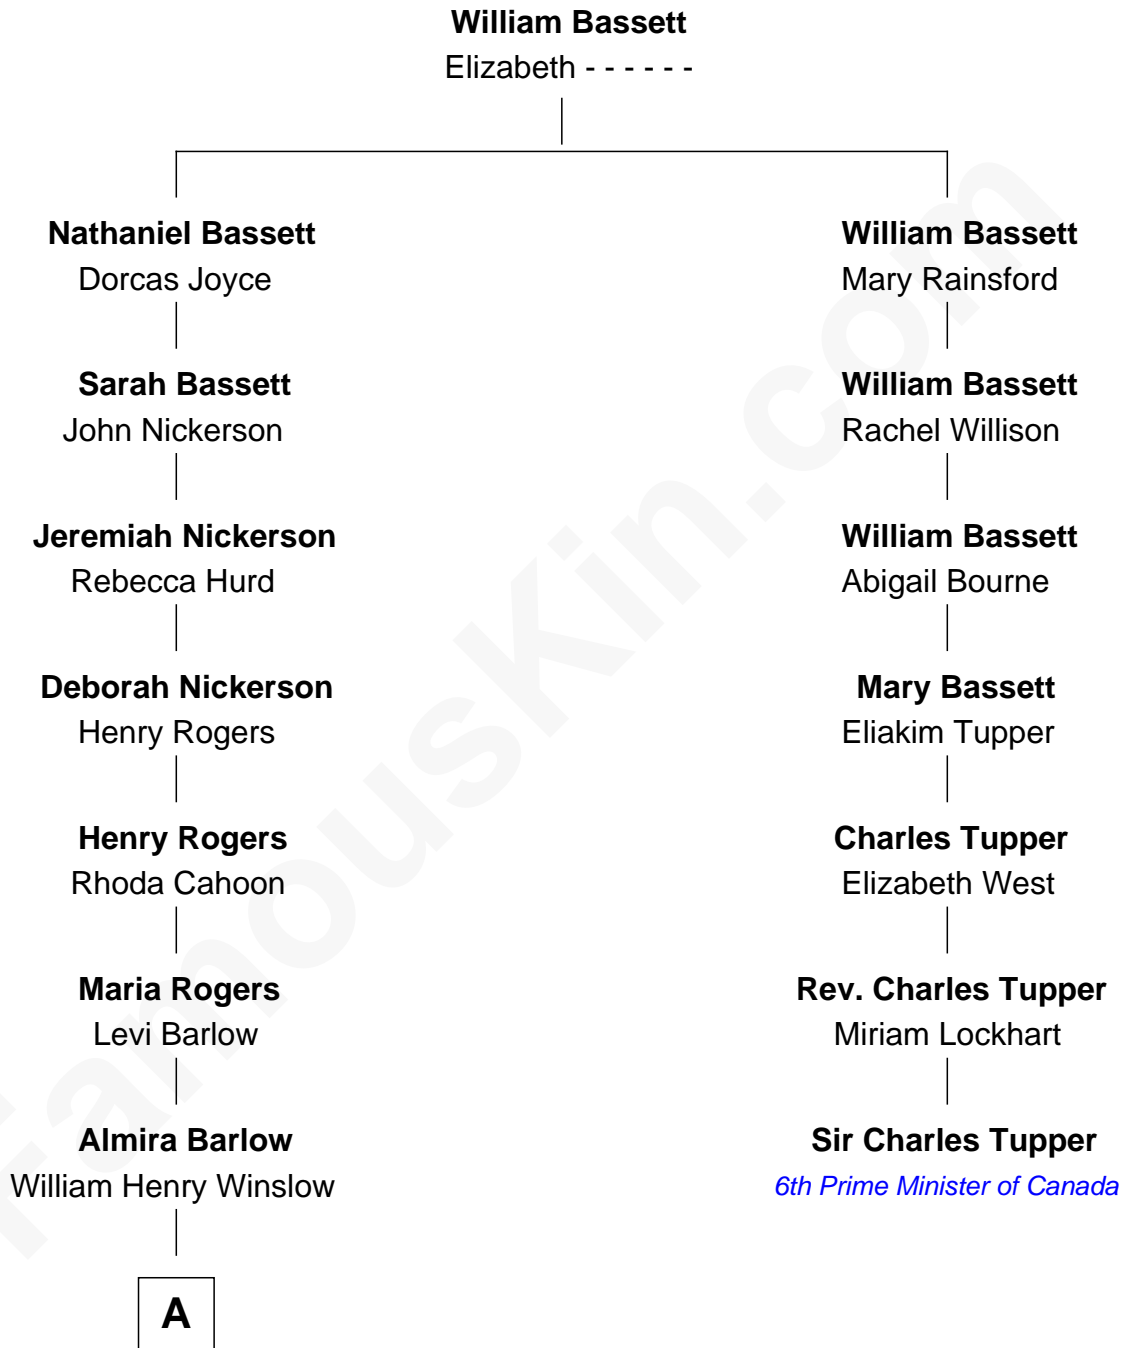 William Bassett
Elizabeth - - - - - -
Nathaniel Bassett
Dorcas Joyce
William Bassett
Mary Rainsford
Sarah Bassett
John Nickerson
William Bassett
Rachel Willison
Jeremiah Nickerson
Rebecca Hurd
William Bassett
Abigail Bourne
Deborah Nickerson
Henry Rogers
Mary Bassett
Eliakim Tupper
Henry Rogers
Rhoda Cahoon
Charles Tupper
Elizabeth West
Maria Rogers
Levi Barlow
Rev. Charles Tupper
Miriam Lockhart
Almira Barlow
William Henry Winslow
Sir Charles Tupper
6th Prime Minister of Canada
A
FamousKin.com